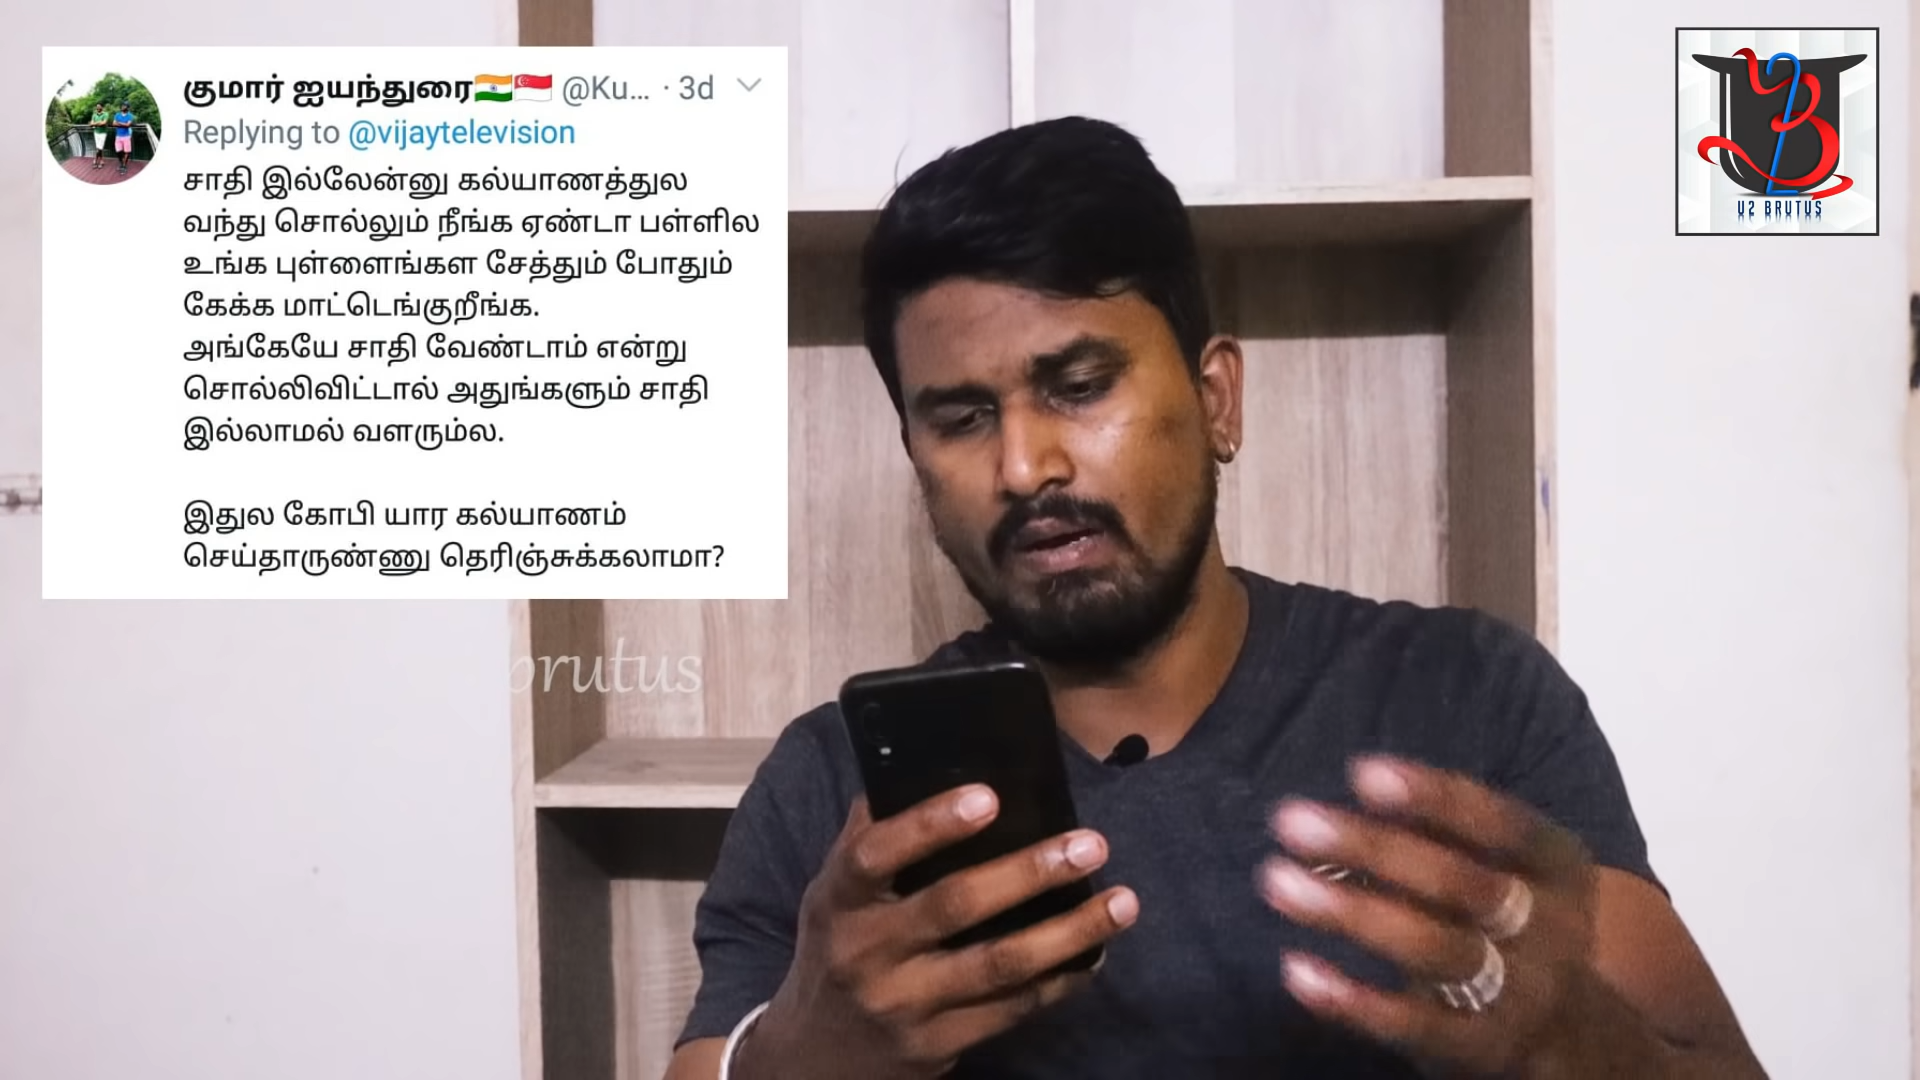 குமார் ஐயந்துரை🇮🇳🇸🇬 @Ku... · 3d
Replying to @vijaytelevision
சாதி இல்லேன்னு கல்யாணத்துல
வந்து சொல்லும் நீங்க ஏண்டா பள்ளில
உங்க புள்ளைங்கள சேத்தும் போதும்
கேக்க மாட்டெங்குறீங்க.
அங்கேயே சாதி வேண்டாம் என்று
சொல்லிவிட்டால் அதுங்களும் சாதி
இல்லாமல் வளரும்ல.
இதுல கோபி யார கல்யாணம்
செய்தாருண்ணு தெரிஞ்சுக்கலாமா?
U2 BRUTUS
brutus